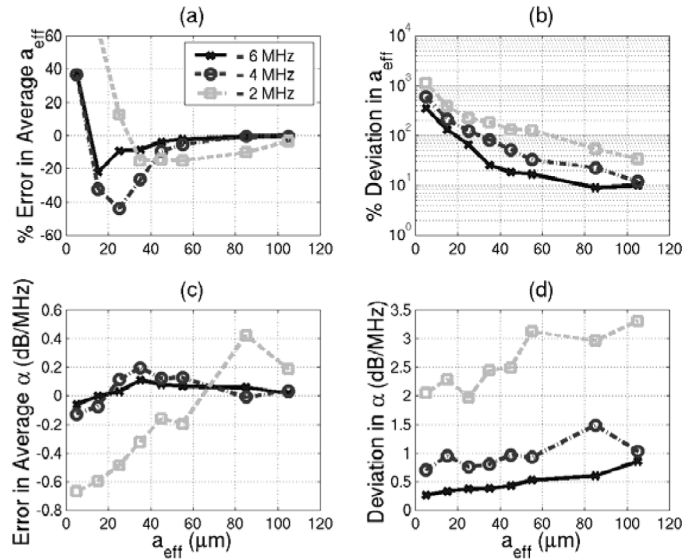 (a)
% Error in Average a_eff
60
40
20
0
-20
-40
-60
0 20 40 60 80 100 120
6 MHz
4 MHz
2 MHz
(b)
% Deviation in a_eff
10^4
10^3
10^2
10^1
10^0
0 20 40 60 80 100 120
(c)
Error in Average α (dB/MHz)
0.6
0.4
0.2
0
-0.2
-0.4
-0.6
-0.8
0 20 40 60 80 100 120
a_eff (μm)
(d)
Deviation in α (dB/MHz)
3.5
3
2.5
2
1.5
1
0.5
0
0 20 40 60 80 100 120
a_eff (μm)